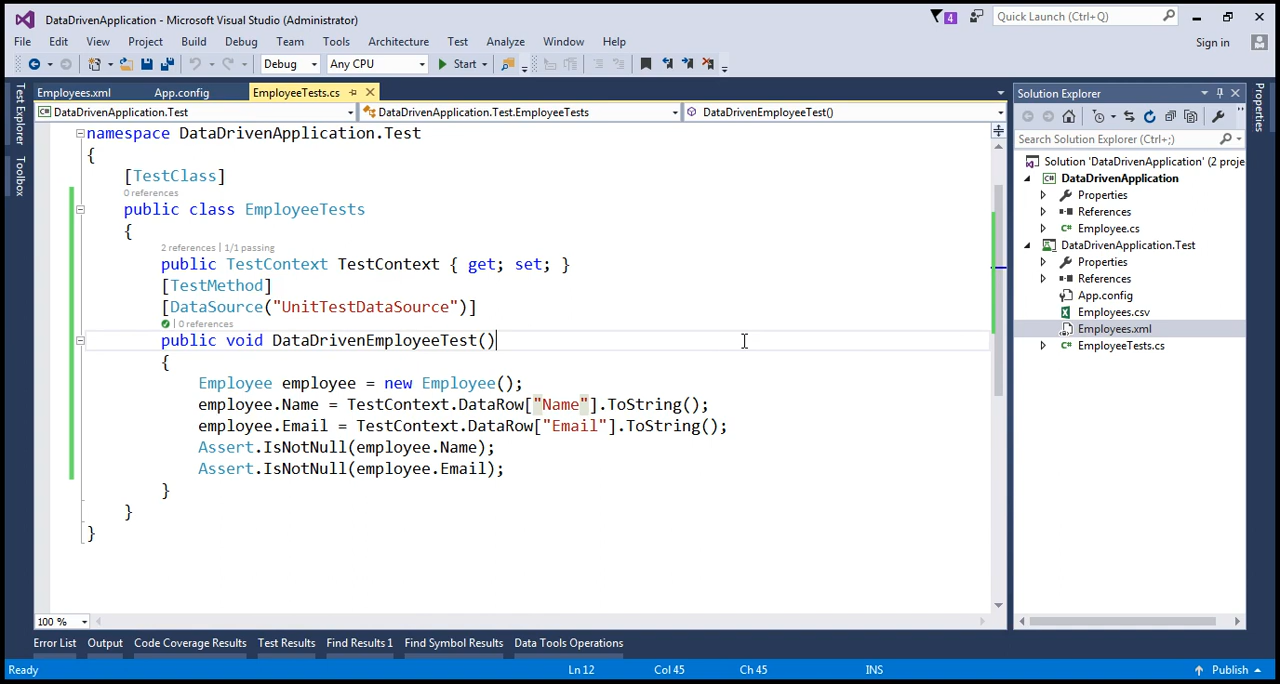 DataDrivenApplication - Microsoft Visual Studio (Administrator)
4
Quick Launch (Ctrl+Q)
File Edit View Project Build Debug Team Tools Architecture Test Analyze Window Help
Sign in
Debug Any CPU Start
Employees.xml App.config EmployeeTests.cs
DataDrivenApplication.Test DataDrivenApplication.Test.EmployeeTests DataDrivenEmployeeTest()
Test Explorer
Toolbox
namespace DataDrivenApplication.Test
{
[TestClass]
0 references
public class EmployeeTests
{
2 references | 1/1 passing
public TestContext TestContext { get; set; }
[TestMethod]
[DataSource("UnitTestDataSource")]
0 references
public void DataDrivenEmployeeTest()
{
Employee employee = new Employee();
employee.Name = TestContext.DataRow["Name"].ToString();
employee.Email = TestContext.DataRow["Email"].ToString();
Assert.IsNotNull(employee.Name);
Assert.IsNotNull(employee.Email);
}
}
}
100 %
Solution Explorer
Search Solution Explorer (Ctrl+;)
Solution 'DataDrivenApplication' (2 proje
DataDrivenApplication
Properties
References
Employee.cs
DataDrivenApplication.Test
Properties
References
App.config
Employees.csv
Employees.xml
EmployeeTests.cs
Properties
Error List Output Code Coverage Results Test Results Find Results 1 Find Symbol Results Data Tools Operations
Ready Ln 12 Col 45 Ch 45 INS Publish